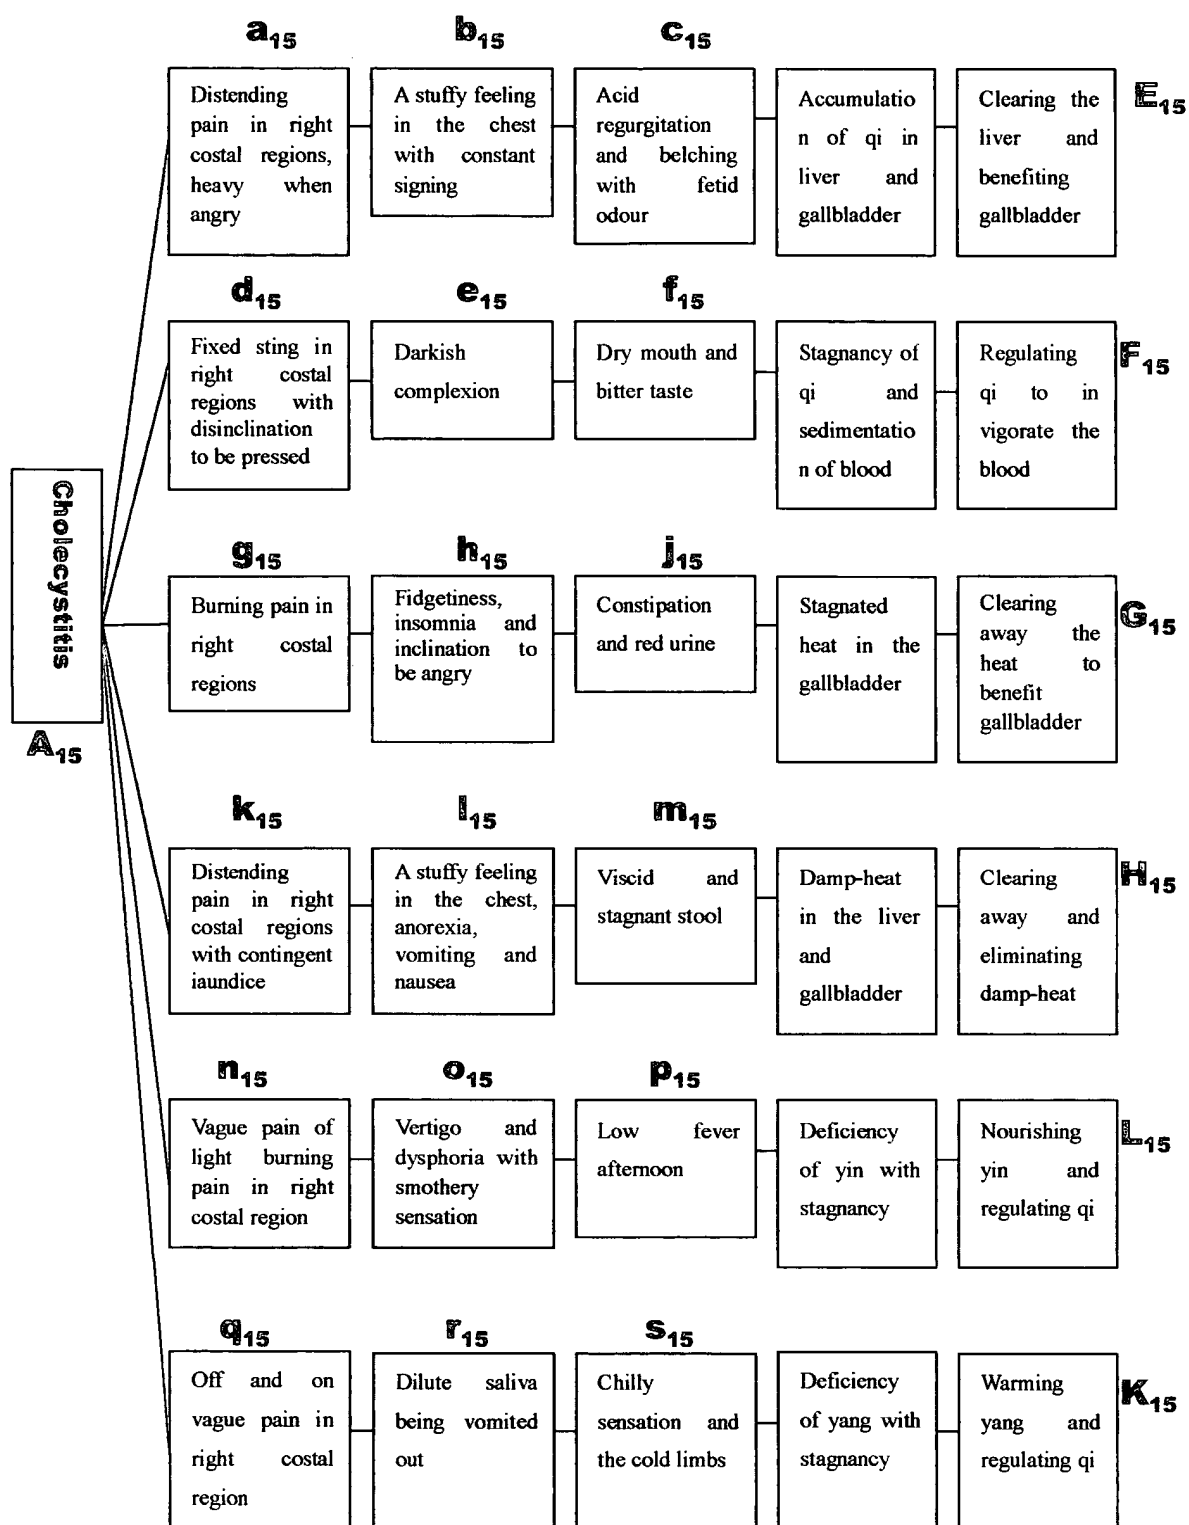 a15 b15 c15
Distending
pain in right
costal regions,
heavy when
angry
A stuffy feeling
in the chest
with constant
signing
Acid
regurgitation
and belching
with fetid
odour
Accumulatio
n of qi in
liver and
gallbladder
Clearing the
liver and
benefiting
gallbladder
E15
d15 e15 f15
Fixed sting in
right costal
regions with
disinclination
to be pressed
Darkish
complexion
Dry mouth and
bitter taste
Stagnancy of
qi and
sedimentatio
n of blood
Regulating
qi to in
vigorate the
blood
F15
Cholecystitis
A15
g15 h15 j15
Burning pain in
right costal
regions
Fidgetiness,
insomnia and
inclination to
be angry
Constipation
and red urine
Stagnated
heat in the
gallbladder
Clearing
away the
heat to
benefit
gallbladder
G15
k15 l15 m15
Distending
pain in right
costal regions
with contingent
iaundice
A stuffy feeling
in the chest,
anorexia,
vomiting and
nausea
Viscid and
stagnant stool
Damp-heat
in the liver
and
gallbladder
Clearing
away and
eliminating
damp-heat
H15
n15 o15 p15
Vague pain of
light burning
pain in right
costal region
Vertigo and
dysphoria with
smothery
sensation
Low fever
afternoon
Deficiency
of yin with
stagnancy
Nourishing
yin and
regulating qi
L15
q15 r15 s15
Off and on
vague pain in
right costal
region
Dilute saliva
being vomited
out
Chilly
sensation and
the cold limbs
Deficiency
of yang with
stagnancy
Warming
yang and
regulating qi
K15